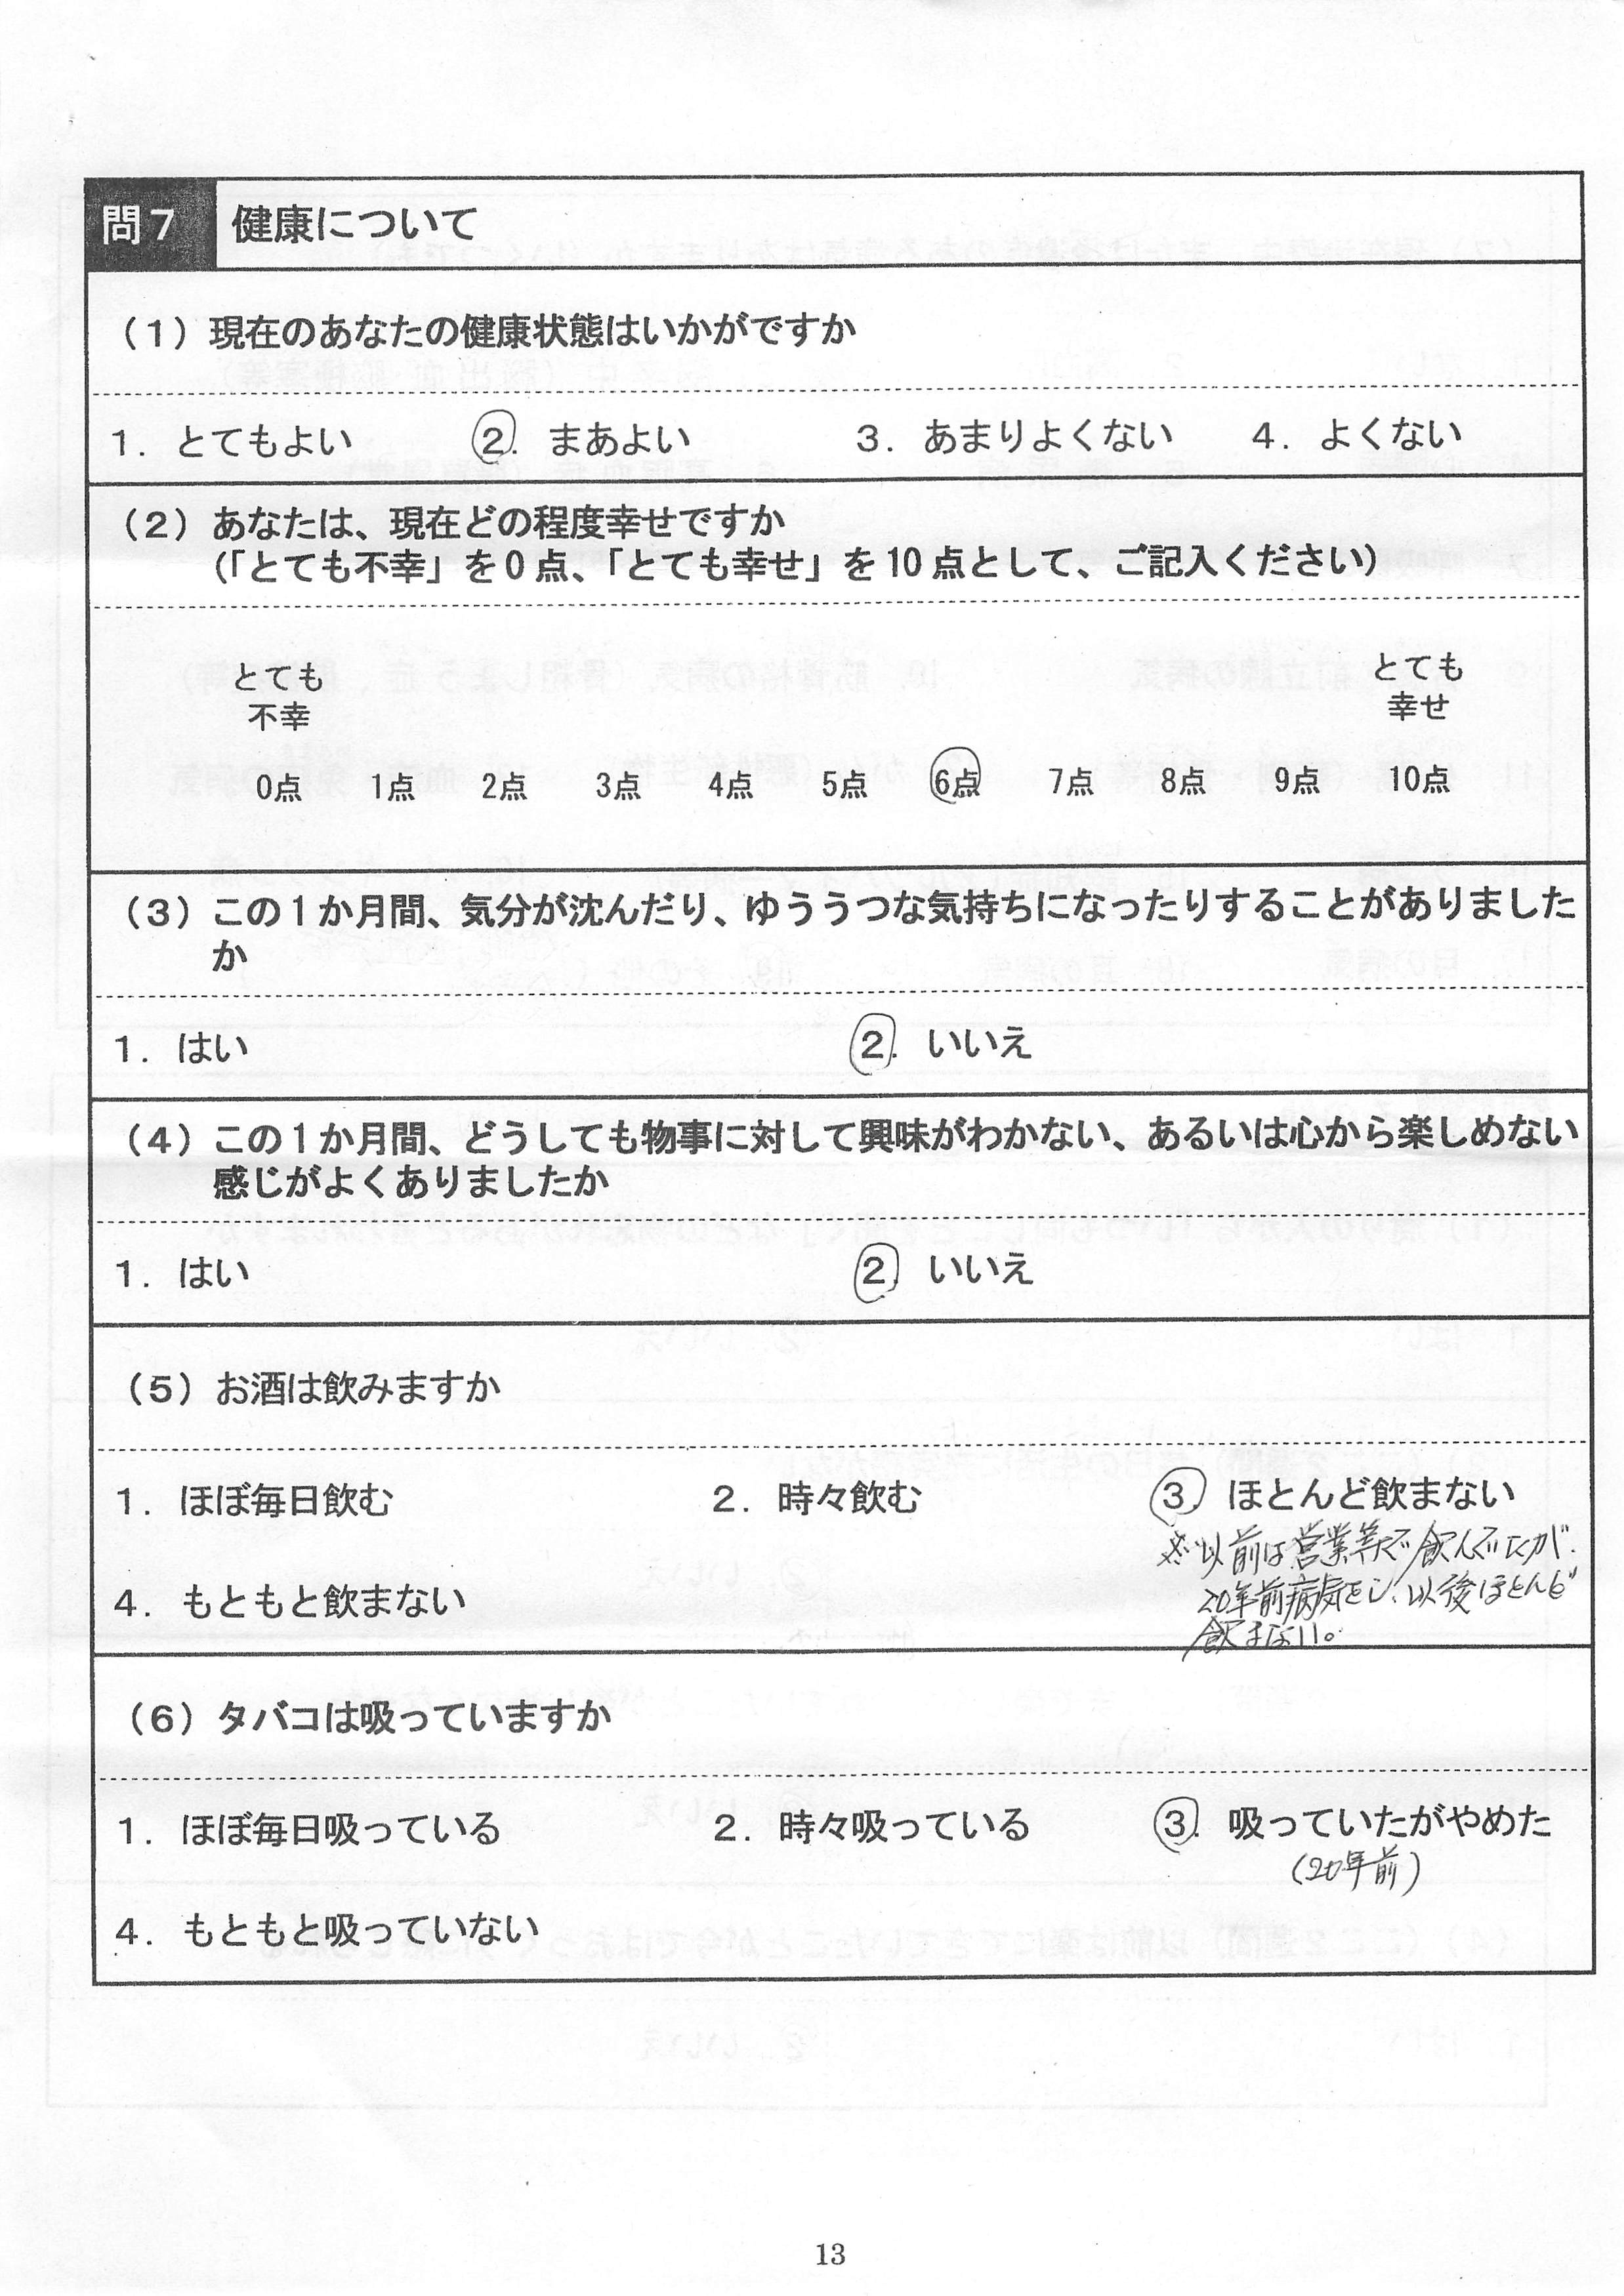 問7 健康について
（1）現在のあなたの健康状態はいかがですか
1. とてもよい 2. まあよい 3. あまりよくない 4. よくない
（2）あなたは、現在どの程度幸せですか
（「とても不幸」を0点、「とても幸せ」を10点として、ご記入ください）
とても とても
不幸 幸せ
0点 1点 2点 3点 4点 5点 6点 7点 8点 9点 10点
（3）この1か月間、気分が沈んだり、ゆううつな気持ちになったりすることがありました
か
1. はい 2. いいえ
（4）この1か月間、どうしても物事に対して興味がわかない、あるいは心から楽しめない
感じがよくありましたか
1. はい 2. いいえ
（5）お酒は飲みますか
1. ほぼ毎日飲む 2. 時々飲む 3. ほとんど飲まない
※以前は営業等で飲んでたが、
4. もともと飲まない 20年前病気をし、以後ほとんど
飲まない。
（6）タバコは吸っていますか
1. ほぼ毎日吸っている 2. 時々吸っている 3. 吸っていたがやめた
(20年前)
4. もともと吸っていない
13